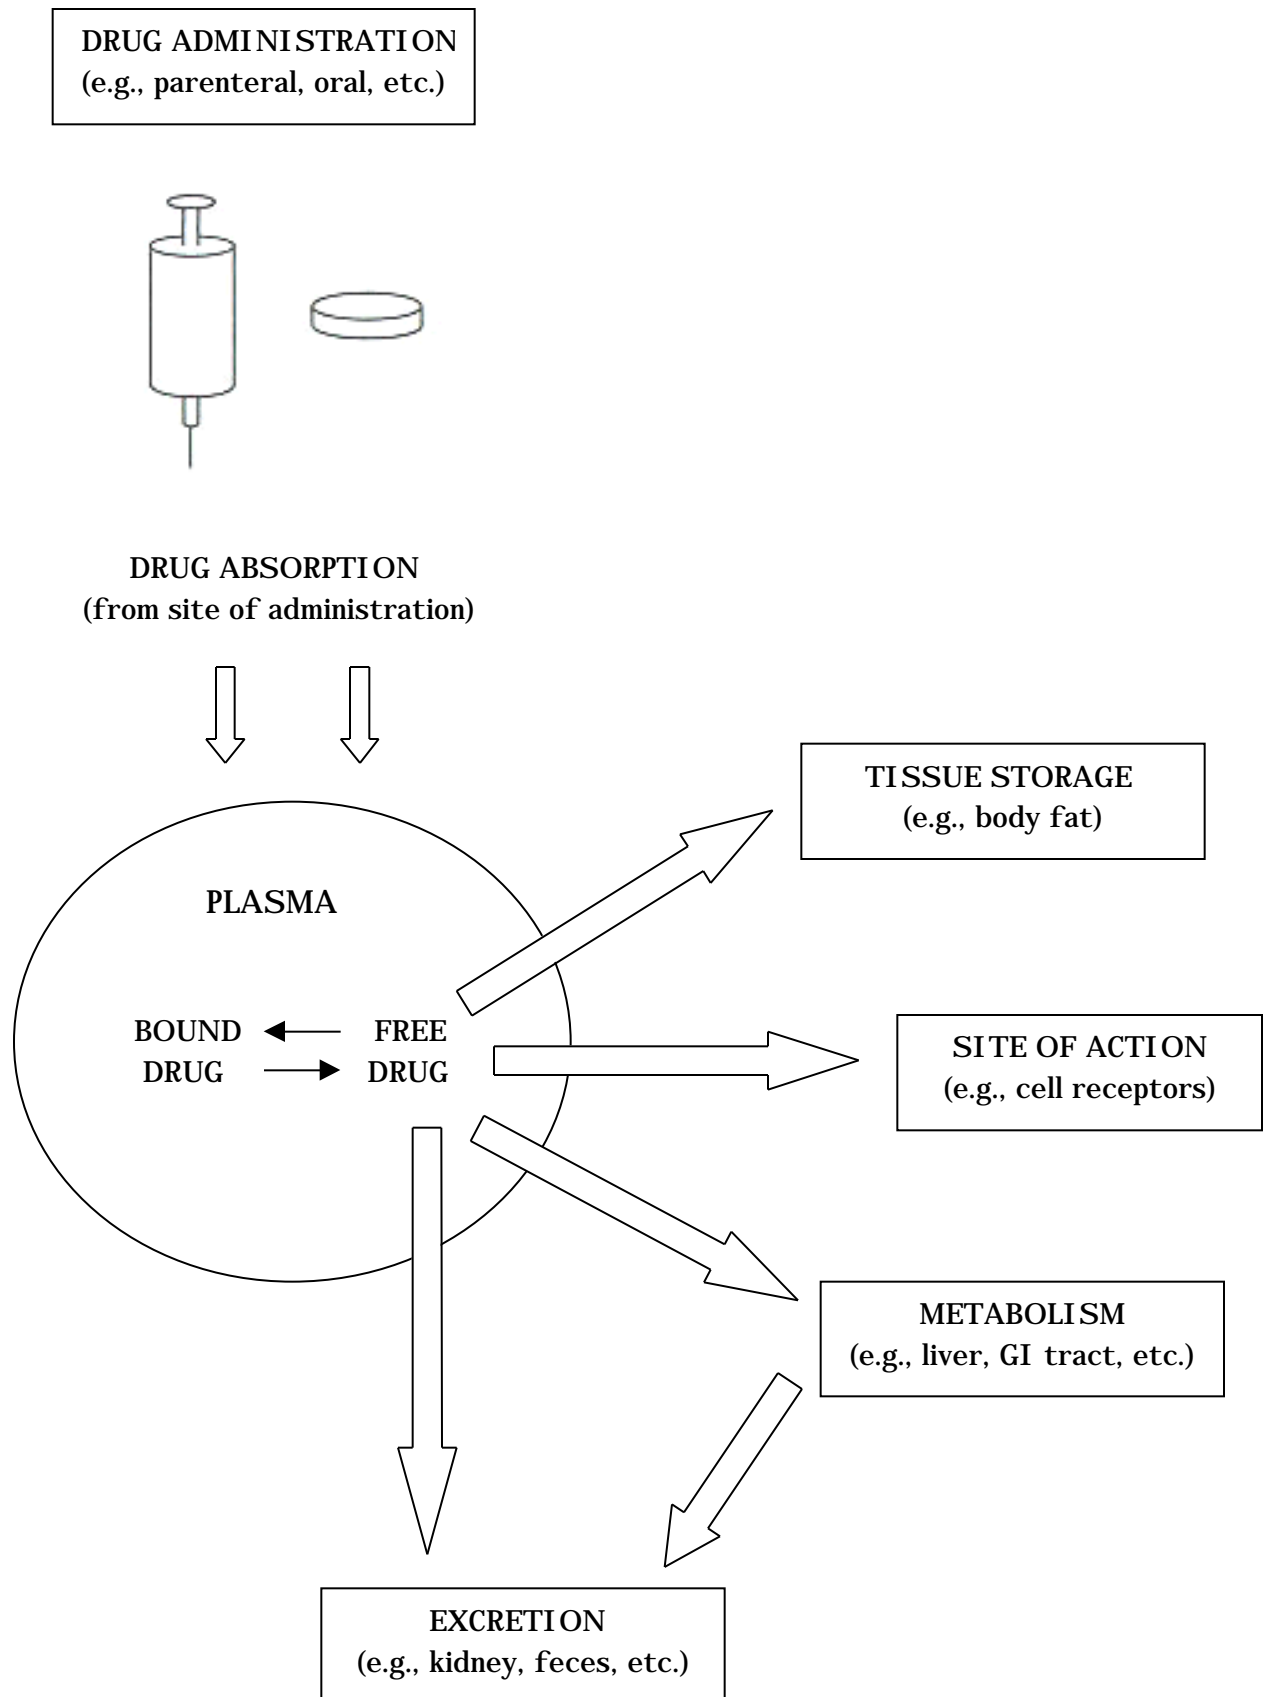 DRUG ADMINISTRATION
(e.g., parenteral, oral, etc.)
DRUG ABSORPTION
(from site of administration)
TISSUE STORAGE
(e.g., body fat)
PLASMA
BOUND FREE
DRUG DRUG
SITE OF ACTION
(e.g., cell receptors)
METABOLISM
(e.g., liver, GI tract, etc.)
EXCRETION
(e.g., kidney, feces, etc.)